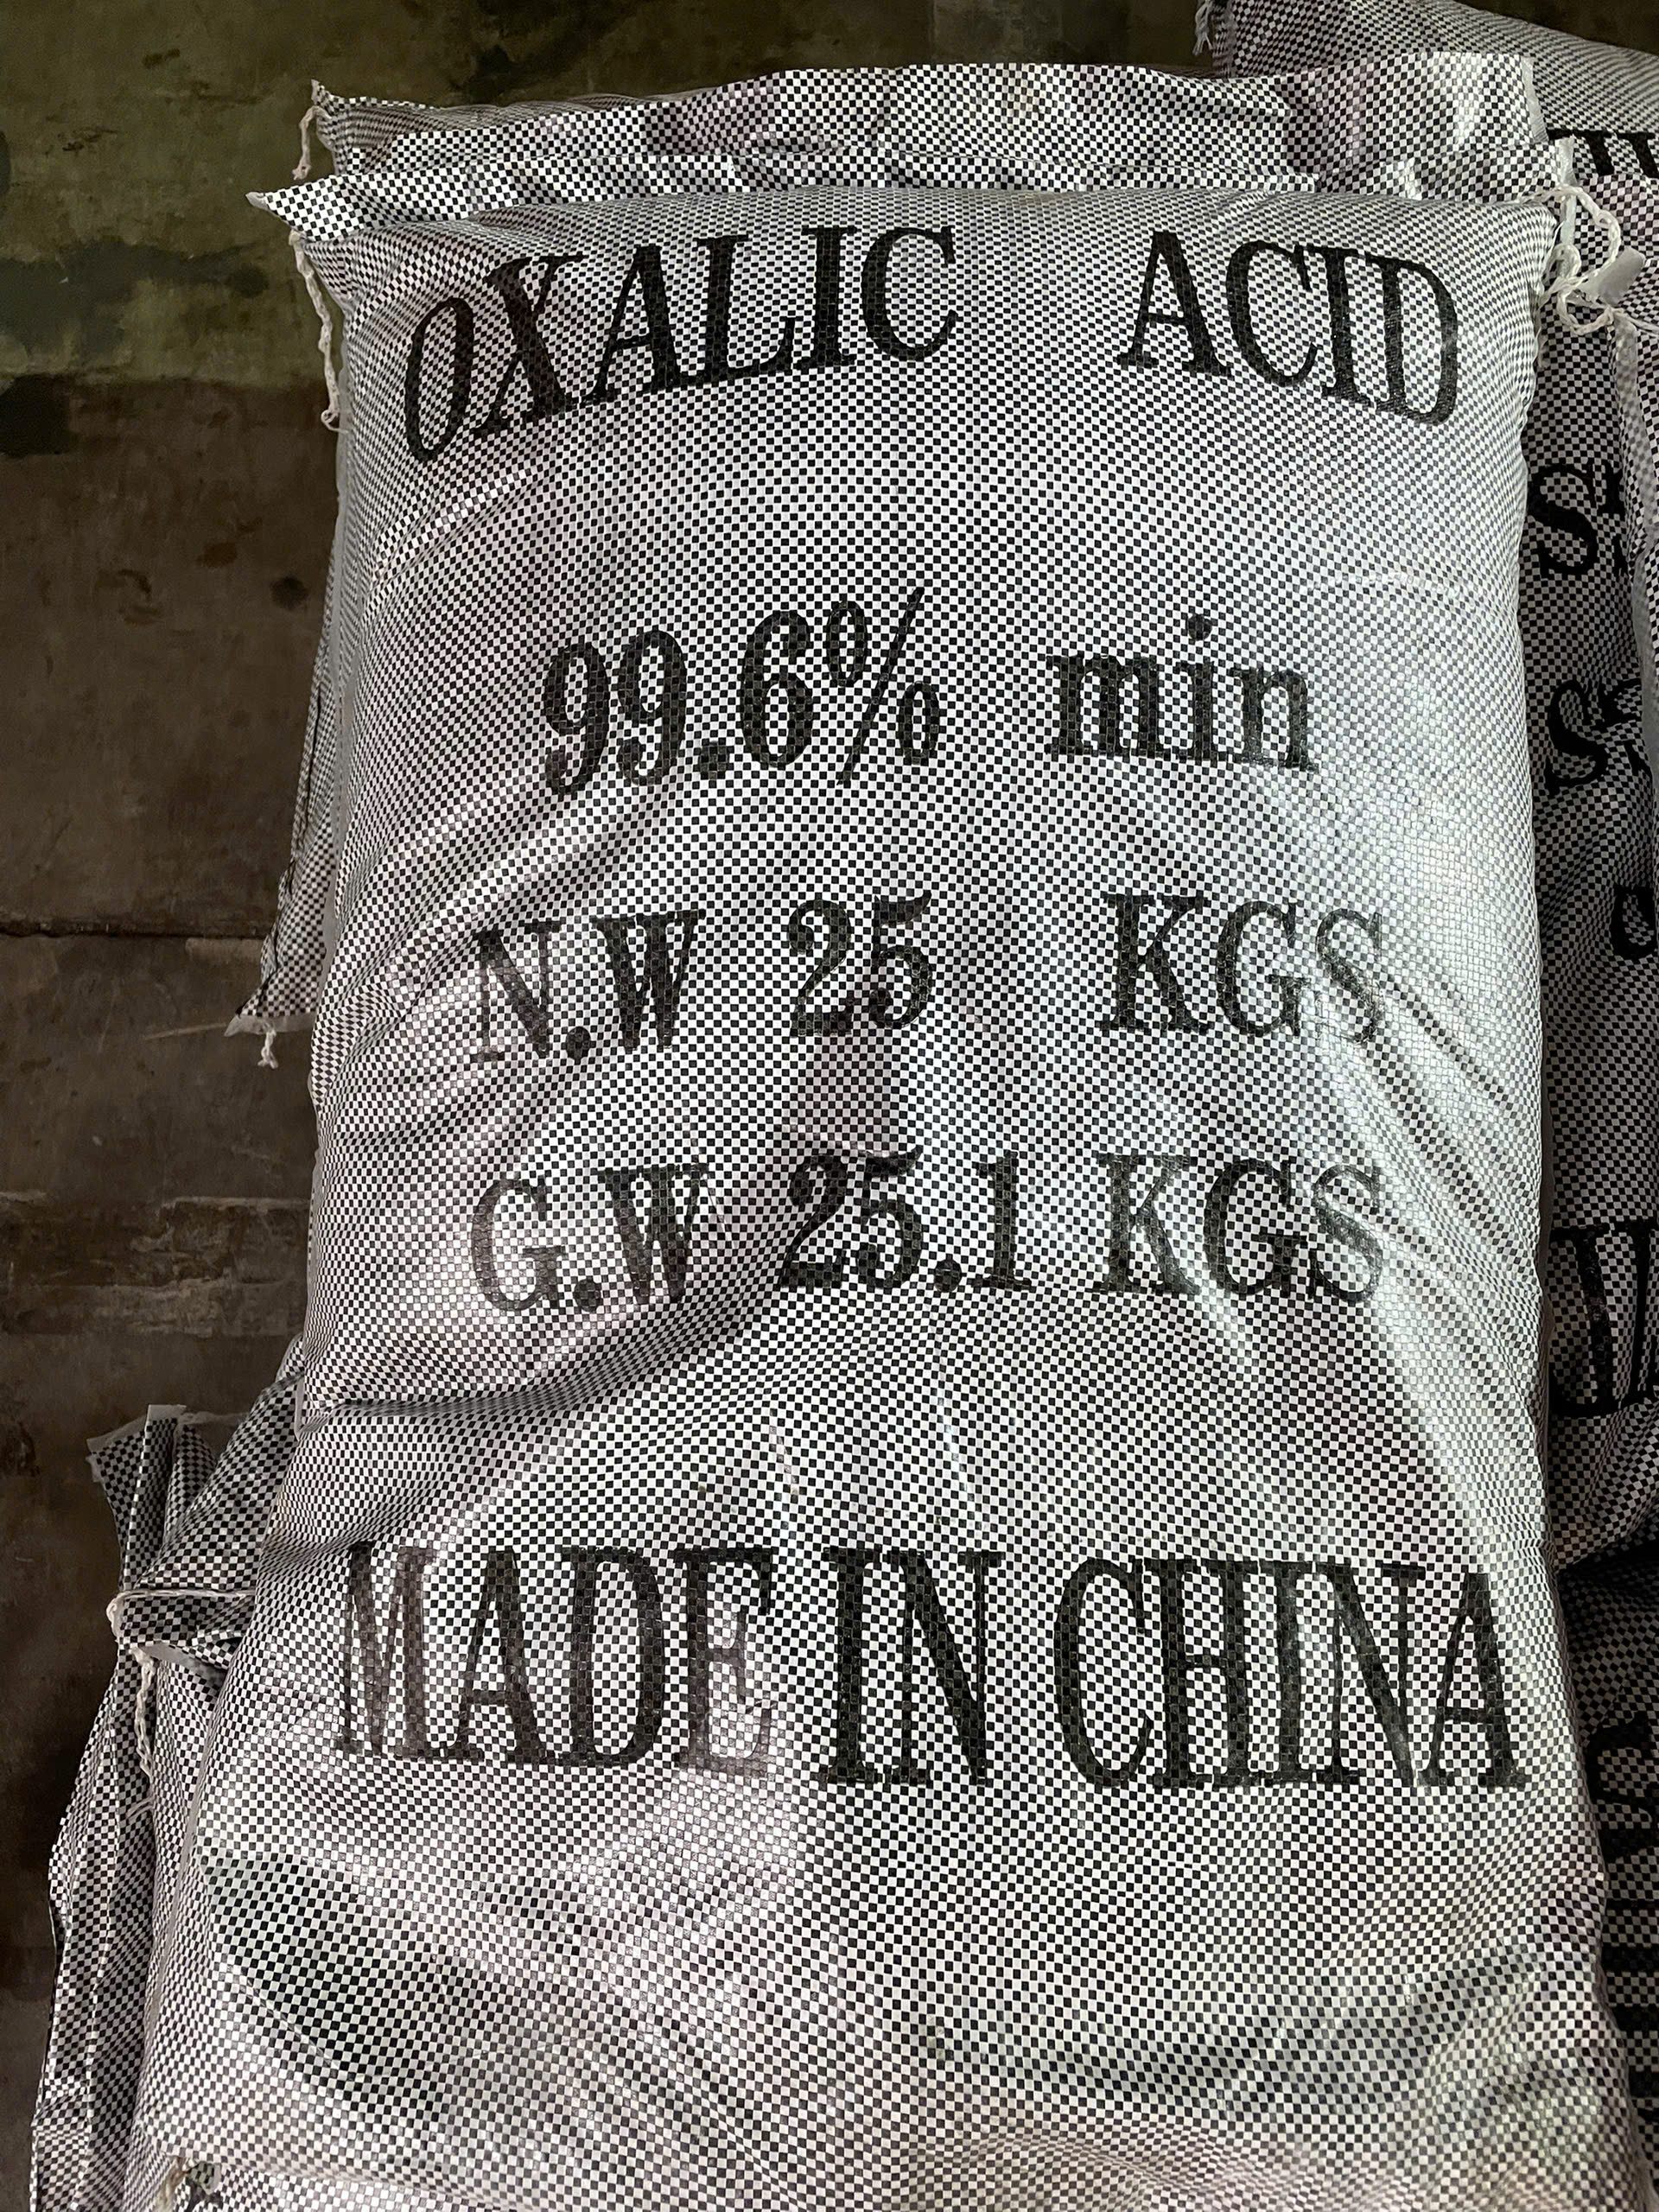 OXALIC ACID
99.6% min
N.W 25 KGS
G.W 25.1 KGS
MADE IN CHINA